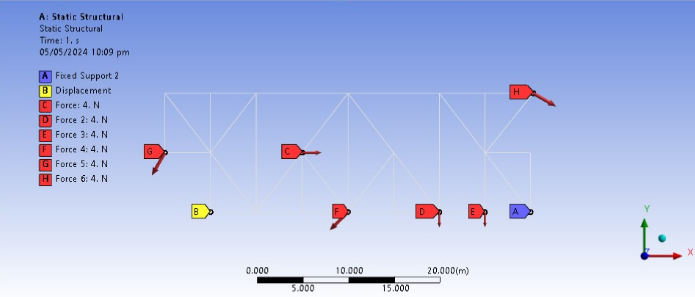 A: Static Structural
Static Structural
Time: 1. s
05/05/2024 10:09 pm
A Fixed Support 2
B Displacement
C Force: 4. N
D Force 2: 4. N
E Force 3: 4. N
F Force 4: 4. N
G Force 5: 4. N
H Force 6: 4. N
H
G
C
B
F
D
E
A
Y
Z
X
0.000
10.000
20.000(m)
5.000
15.000